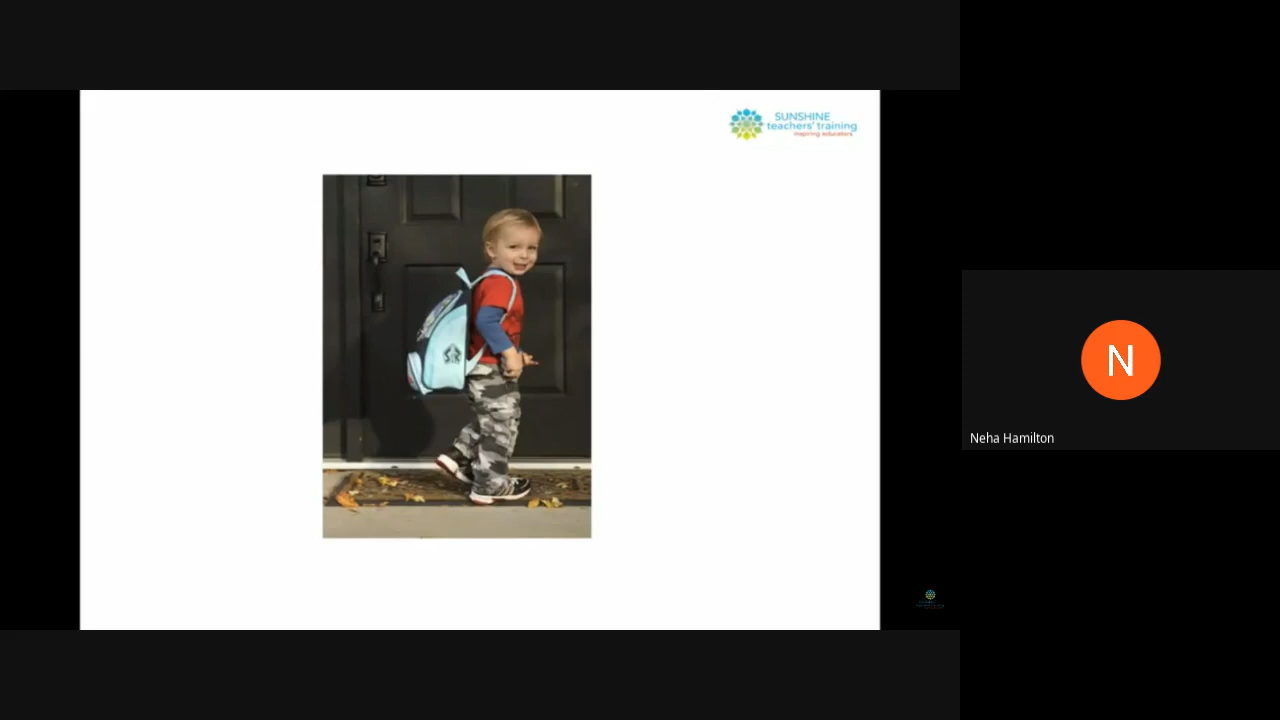 SUNSHINE
teachers' training
inspiring educators
N
Neha Hamilton